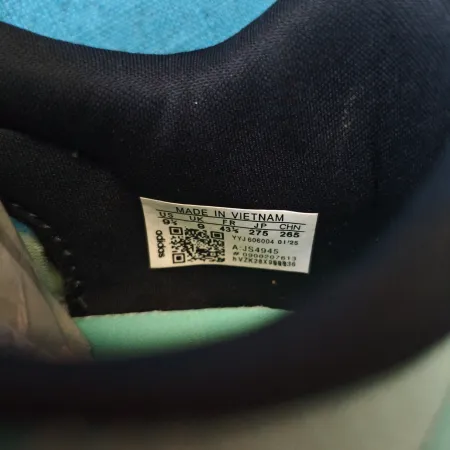 MADE IN VIETNAM
US UK FR JP CHN
9½ 9 43⅓ 275 265
YYJ 606004 01/25
A:JS4945
adidas